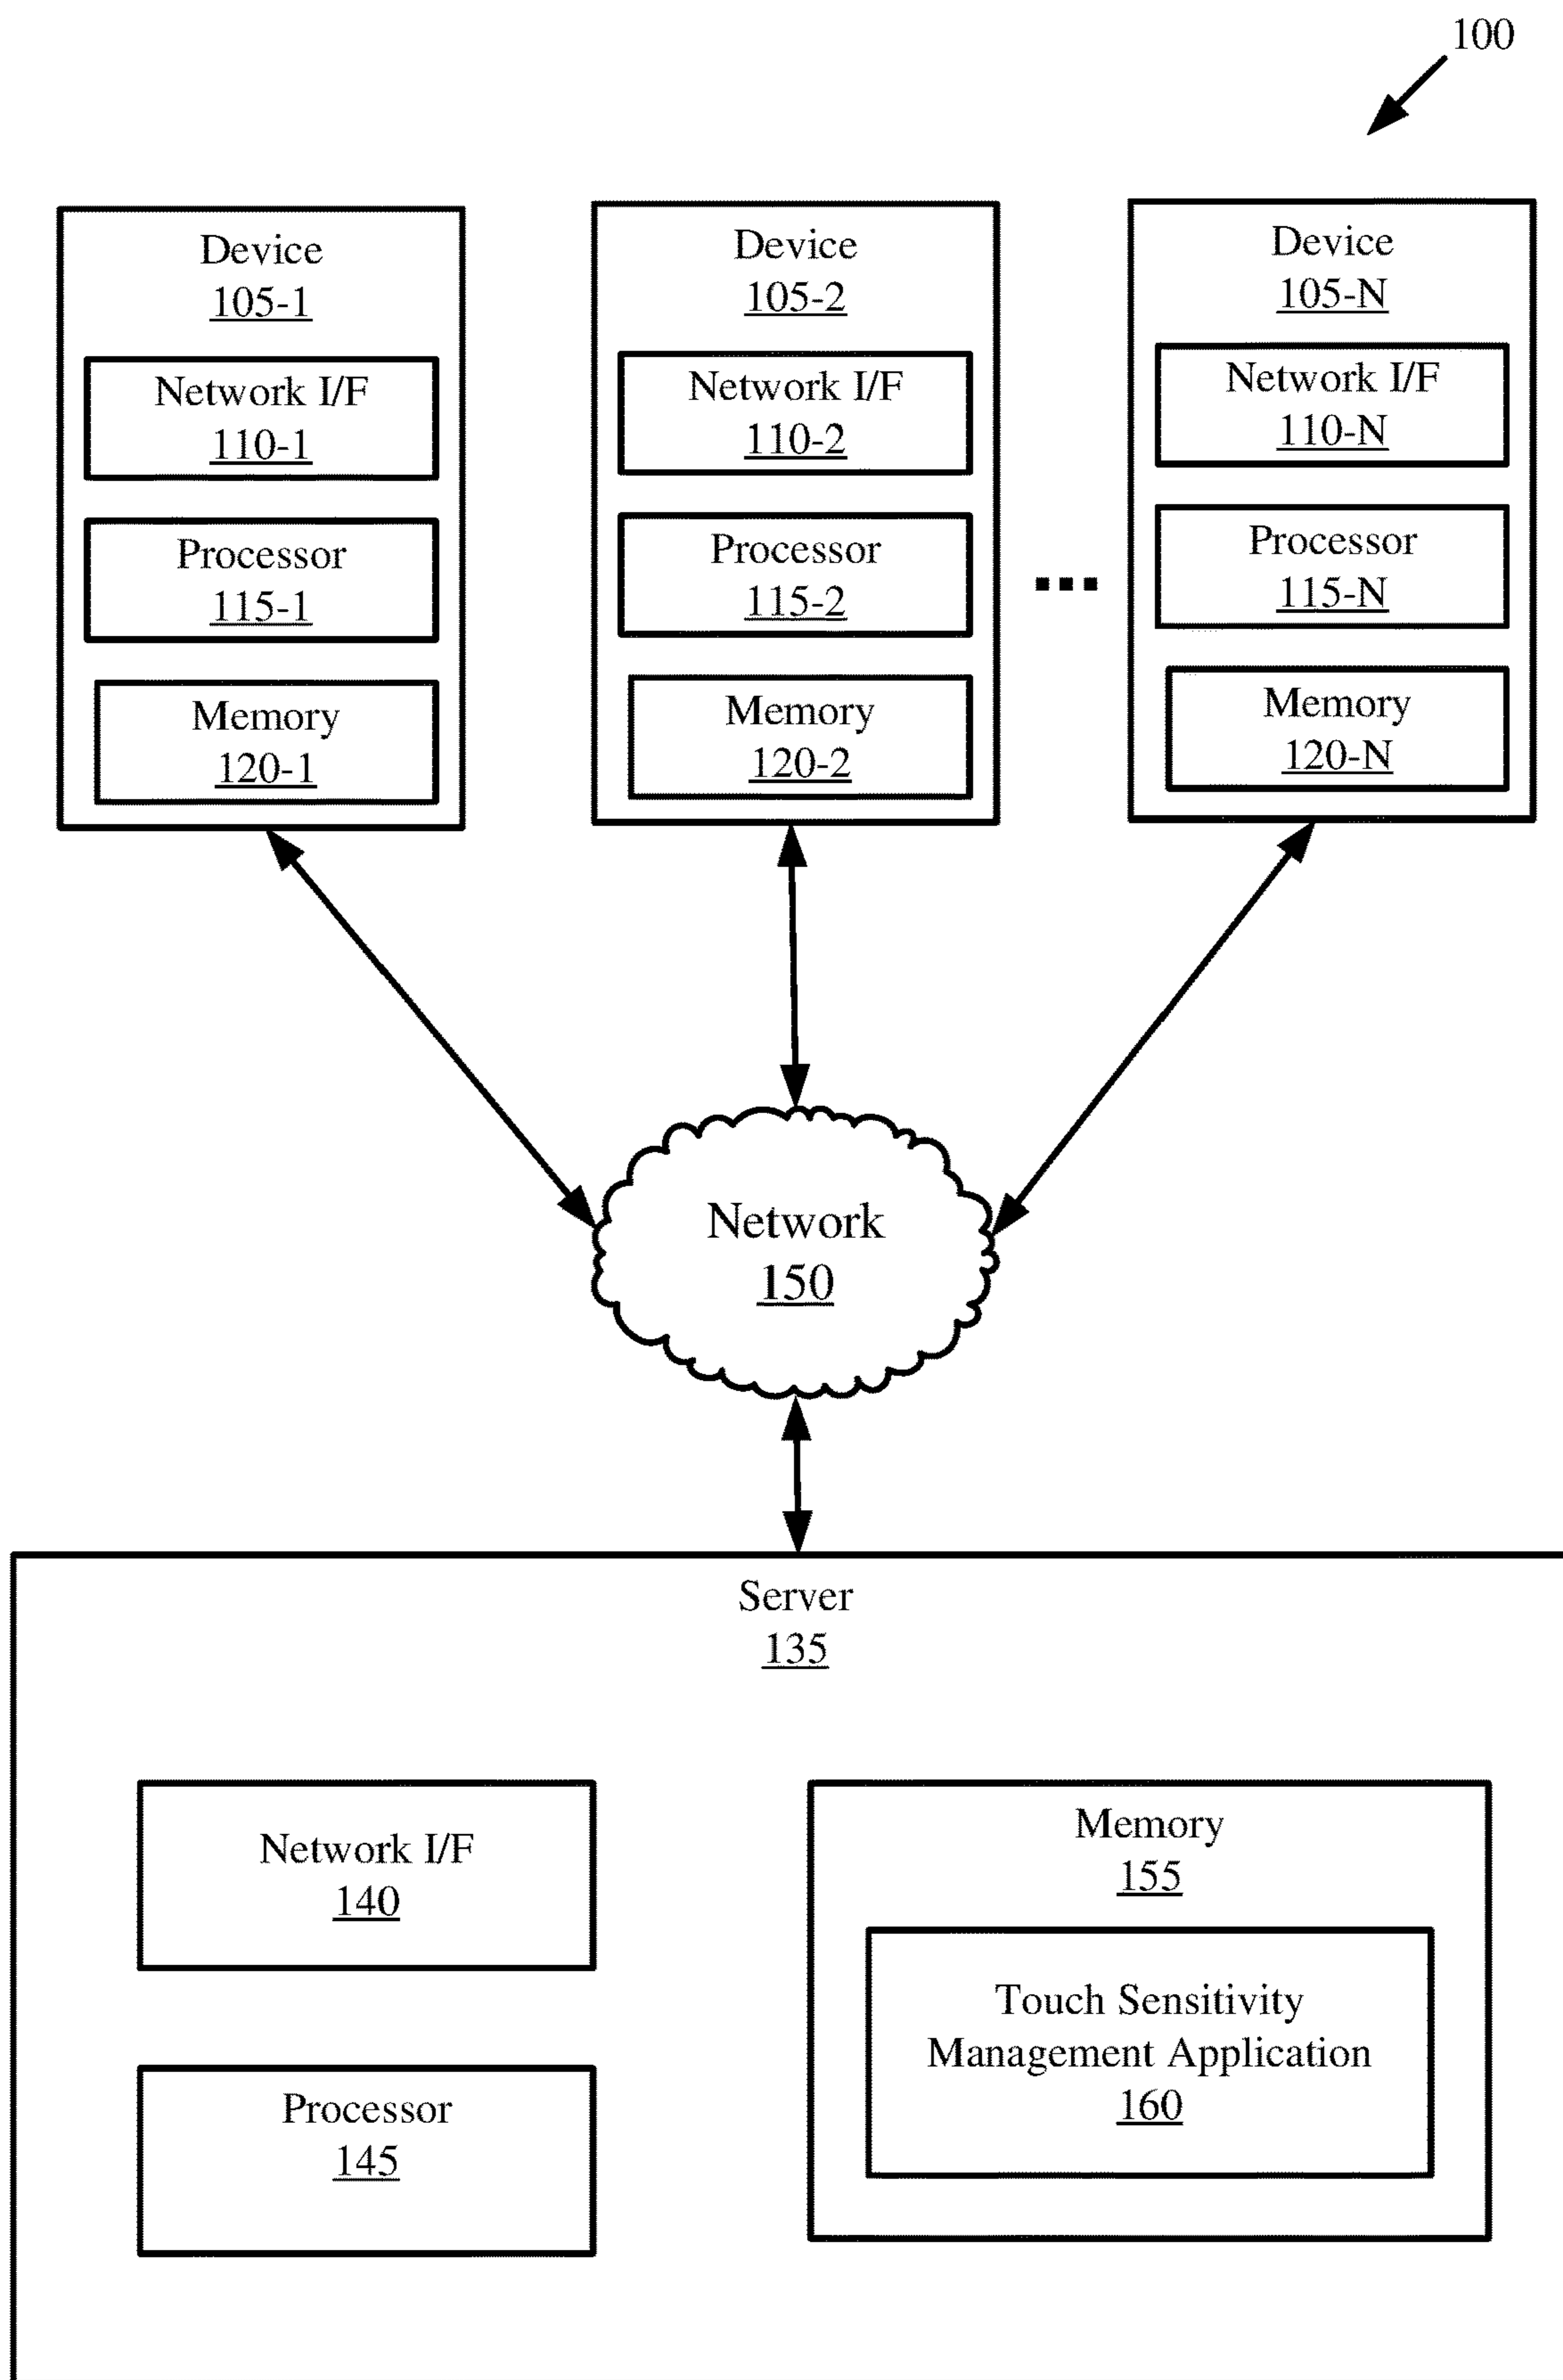 100
Device
105-1
Network I/F
110-1
Processor
115-1
Memory
120-1
Device
105-2
Network I/F
110-2
Processor
115-2
Memory
120-2
Device
105-N
Network I/F
110-N
Processor
115-N
Memory
120-N
Network
150
Server
135
Network I/F
140
Processor
145
Memory
155
Touch Sensitivity
Management Application
160